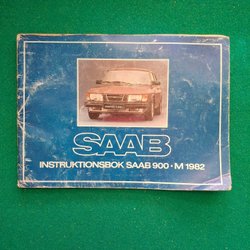 SAAB
INSTRUKTIONSBOK SAAB 900 • M 1982